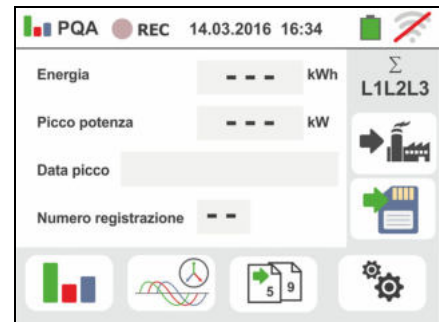 PQA REC 14.03.2016 16:34
Energia --- kWh
Σ
L1L2L3
Picco potenza --- kW
Data picco
Numero registrazione --
5 9